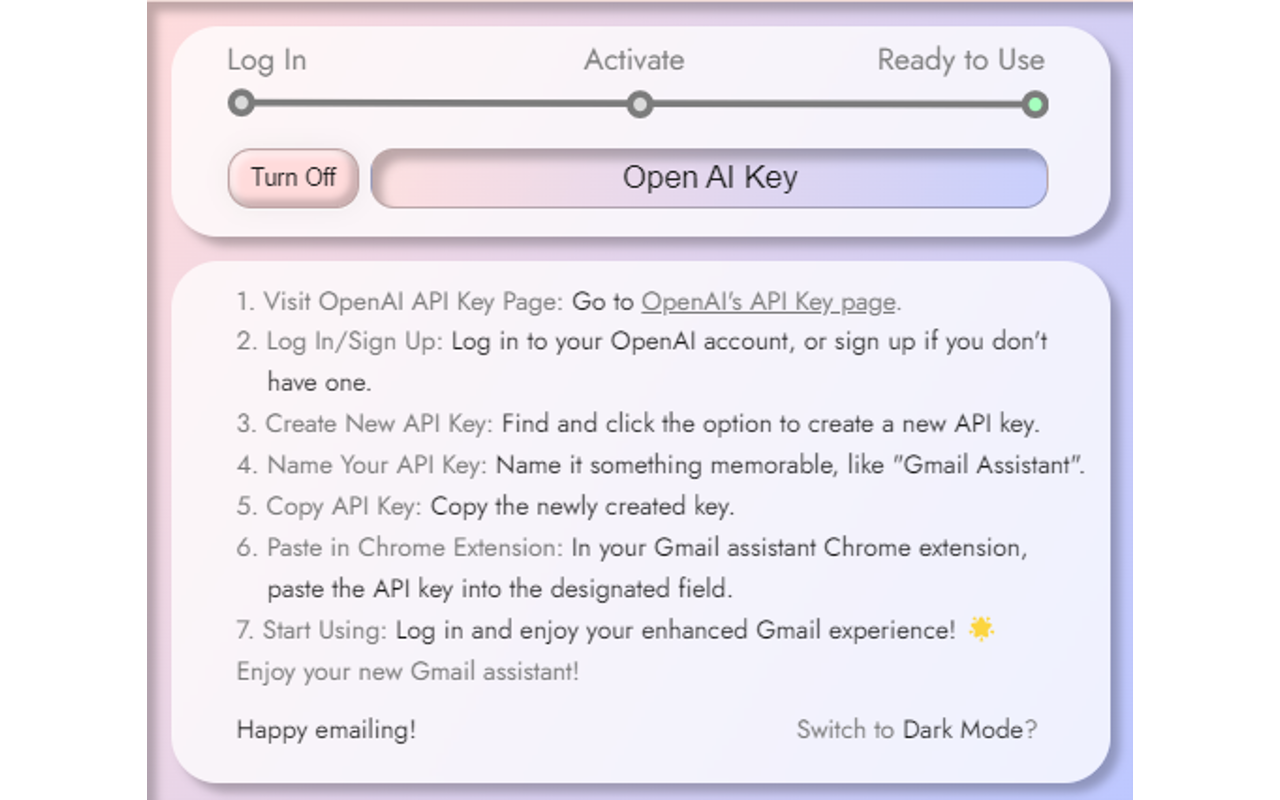 Log In Activate Ready to Use
Turn Off Open AI Key
1. Visit OpenAI API Key Page: Go to OpenAI's API Key page.
2. Log In/Sign Up: Log in to your OpenAI account, or sign up if you don't
have one.
3. Create New API Key: Find and click the option to create a new API key.
4. Name Your API Key: Name it something memorable, like "Gmail Assistant".
5. Copy API Key: Copy the newly created key.
6. Paste in Chrome Extension: In your Gmail assistant Chrome extension,
paste the API key into the designated field.
7. Start Using: Log in and enjoy your enhanced Gmail experience! 🌟
Enjoy your new Gmail assistant!
Happy emailing! Switch to Dark Mode?